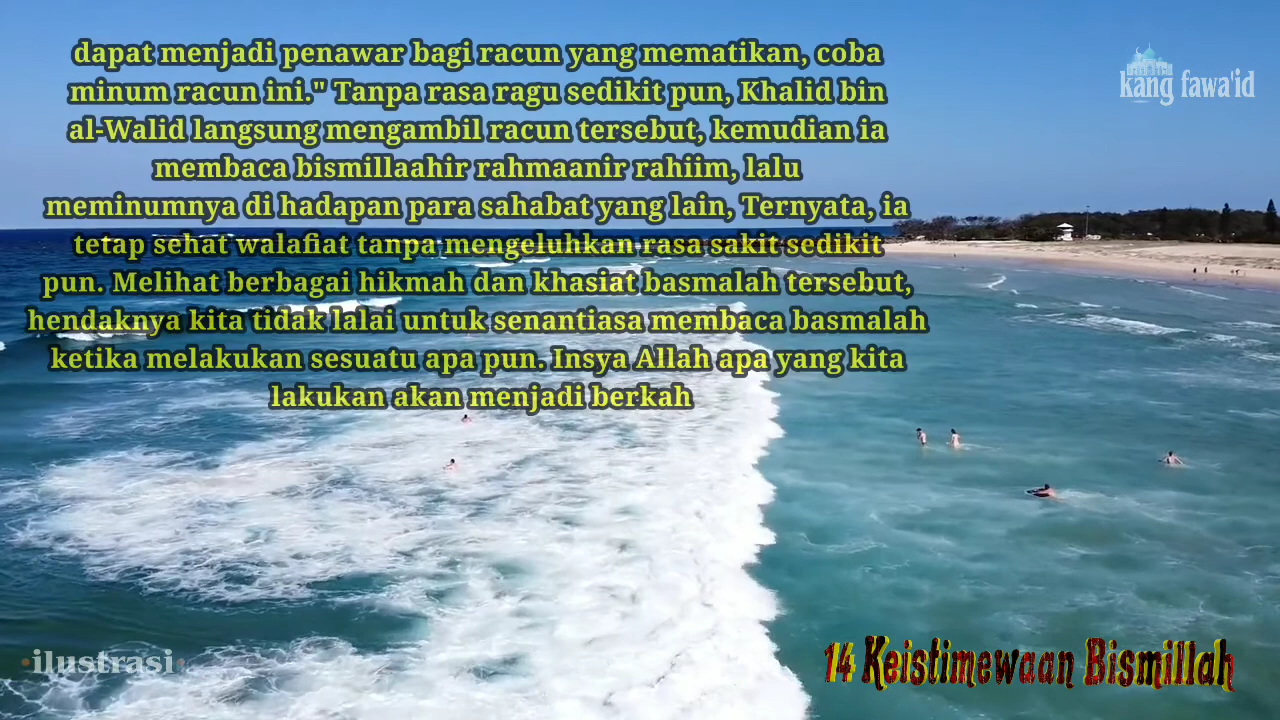 dapat menjadi penawar bagi racun yang mematikan, coba
minum racun ini." Tanpa rasa ragu sedikit pun, Khalid bin
al-Walid langsung mengambil racun tersebut, kemudian ia
membaca bismillaahir rahmaanir rahiim, lalu
meminumnya di hadapan para sahabat yang lain, Ternyata, ia
tetap sehat walafiat tanpa mengeluhkan rasa sakit sedikit
pun. Melihat berbagai hikmah dan khasiat basmalah tersebut,
hendaknya kita tidak lalai untuk senantiasa membaca basmalah
ketika melakukan sesuatu apa pun. Insya Allah apa yang kita
lakukan akan menjadi berkah
kang fawa'id
•ilustrasi•
14 Keistimewaan Bismillah